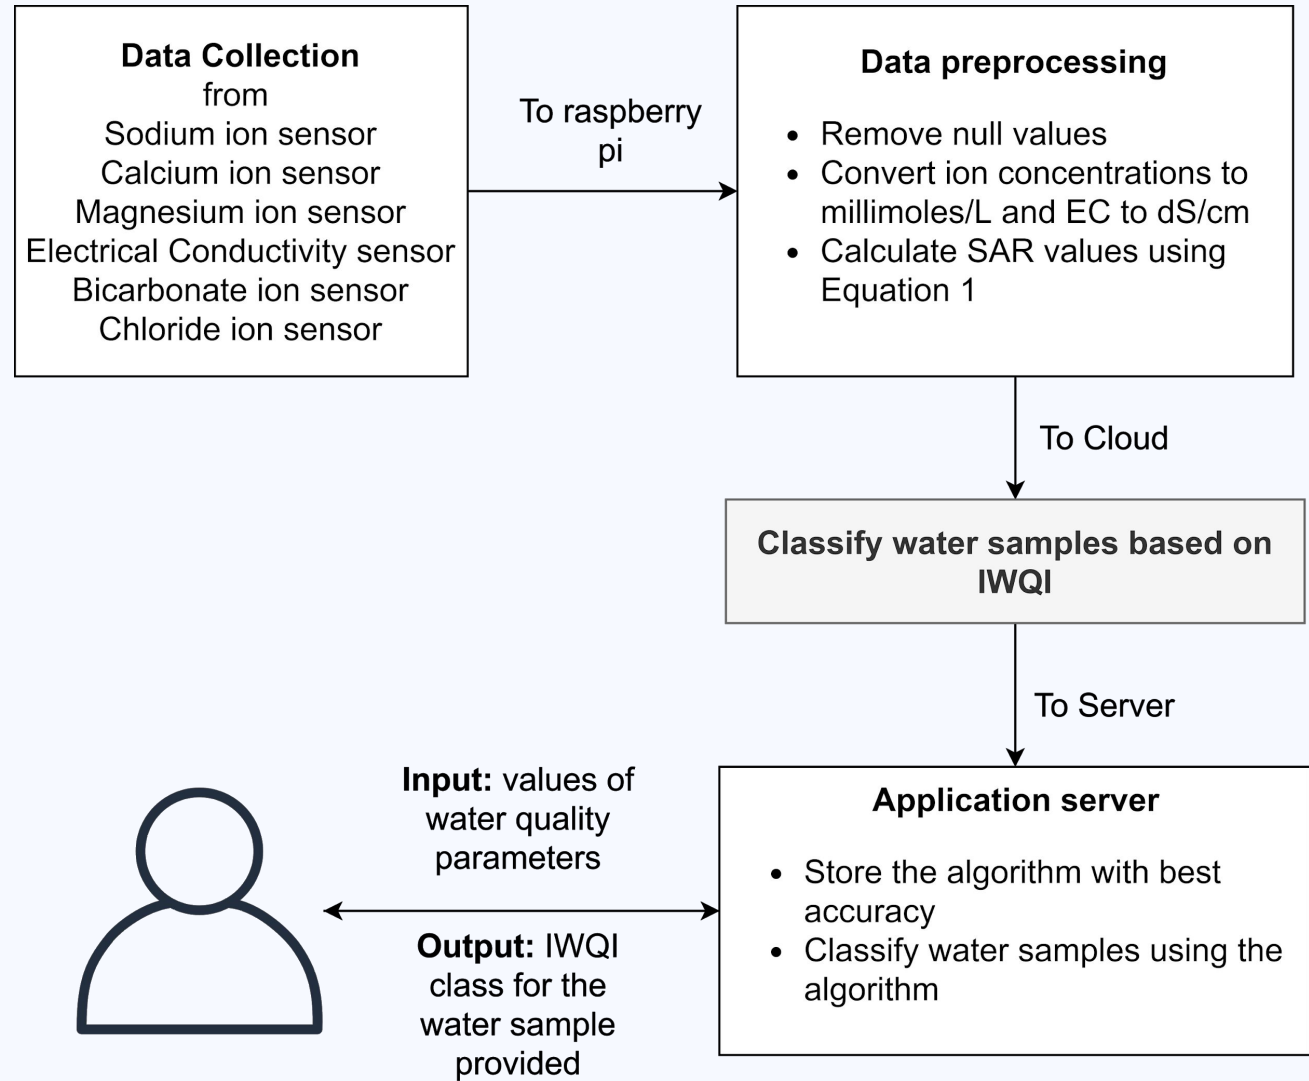 Data Collection
from
Sodium ion sensor
Calcium ion sensor
Magnesium ion sensor
Electrical Conductivity sensor
Bicarbonate ion sensor
Chloride ion sensor
To raspberry
pi
Data preprocessing
• Remove null values
• Convert ion concentrations to
millimoles/L and EC to dS/cm
• Calculate SAR values using
Equation 1
To Cloud
Classify water samples based on
IWQI
To Server
Application server
• Store the algorithm with best
accuracy
• Classify water samples using the
algorithm
Input: values of
water quality
parameters
Output: IWQI
class for the
water sample
provided